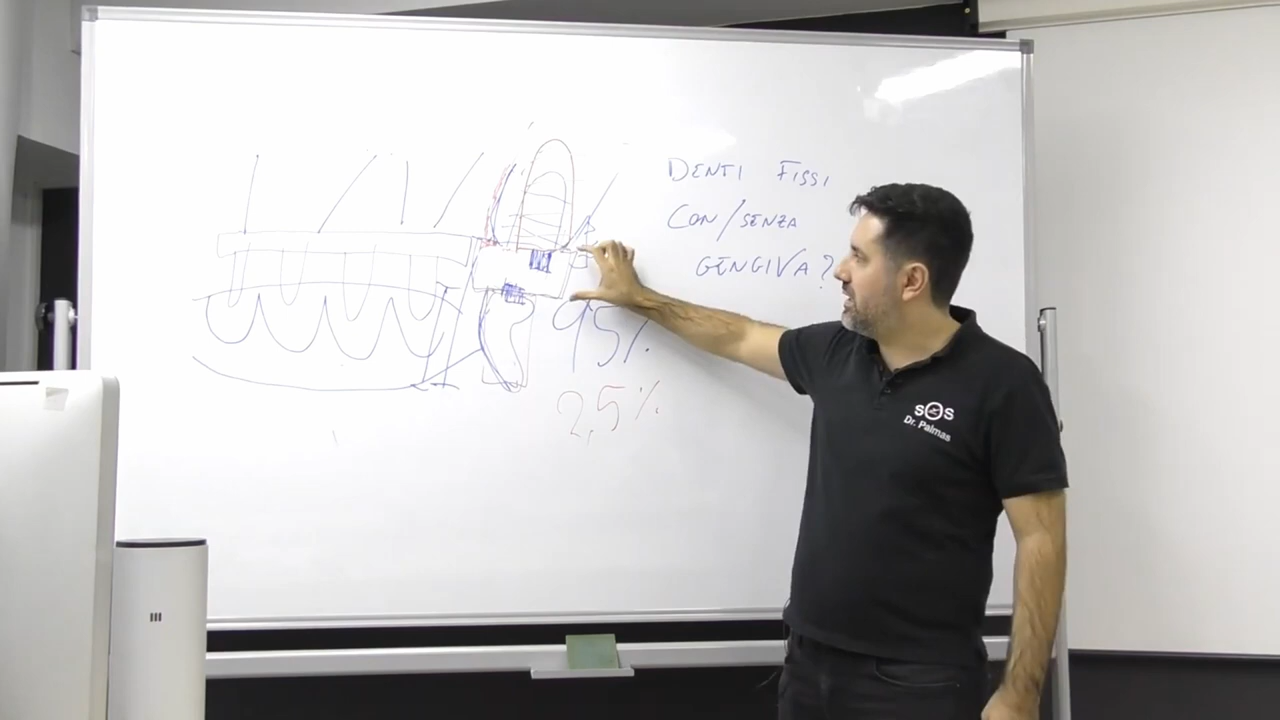 DENTI FISSI
CON/SENZA
GENGIVA?
95%
2,5%
SOS
Dr. Palmas